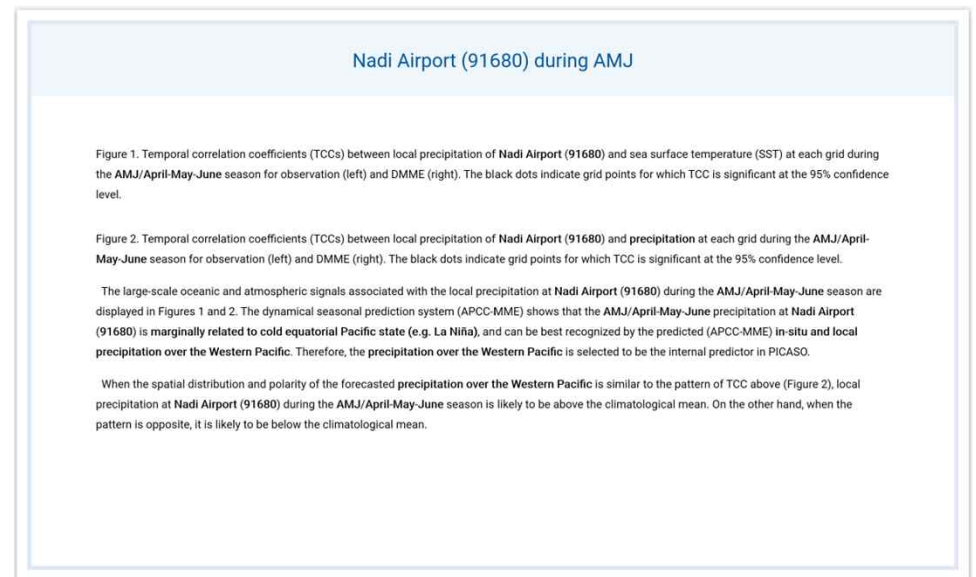 Nadi Airport (91680) during AMJ
Figure 1. Temporal correlation coefficients (TCCs) between local precipitation of Nadi Airport (91680) and sea surface temperature (SST) at each grid during
the AMJ/April-May-June season for observation (left) and DMME (right). The black dots indicate grid points for which TCC is significant at the 95% confidence
level.
Figure 2. Temporal correlation coefficients (TCCs) between local precipitation of Nadi Airport (91680) and precipitation at each grid during the AMJ/April-
May-June season for observation (left) and DMME (right). The black dots indicate grid points for which TCC is significant at the 95% confidence level.
The large-scale oceanic and atmospheric signals associated with the local precipitation at Nadi Airport (91680) during the AMJ/April-May-June season are
displayed in Figures 1 and 2. The dynamical seasonal prediction system (APCC-MME) shows that the AMJ/April-May-June precipitation at Nadi Airport
(91680) is marginally related to cold equatorial Pacific state (e.g. La Niña), and can be best recognized by the predicted (APCC-MME) in-situ and local
precipitation over the Western Pacific. Therefore, the precipitation over the Western Pacific is selected to be the internal predictor in PICASO.
When the spatial distribution and polarity of the forecasted precipitation over the Western Pacific is similar to the pattern of TCC above (Figure 2), local
precipitation at Nadi Airport (91680) during the AMJ/April-May-June season is likely to be above the climatological mean. On the other hand, when the
pattern is opposite, it is likely to be below the climatological mean.